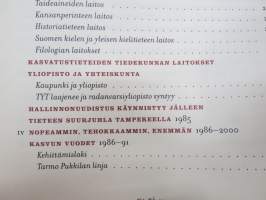 Taideaineiden laitos
Kansanperinteen laitos
Historiatieteen laitos
Suomen kielen ja yleisen kielitieteen laitos
Filologian laitokset
KASVATUSTIETEIDEN TIEDEKUNNAN LAITOKSET
YLIOPISTO JA YHTEISKUNTA
Kaupunki ja yliopisto
TYT laajenee ja radanvarsiyliopisto syntyy
HALLINNONUUDISTUS KÄYNNISTYY JÄLLEEN
TIETEEN SUURJUHLA TAMPEREELLA 1985
IV NOPEAMMIN, TEHOKKAAMMIN, ENEMMÄN 1986–2000
KASVUN VUODET 1986–91
Kehittämislaki
Tarmo Pukkilan linja